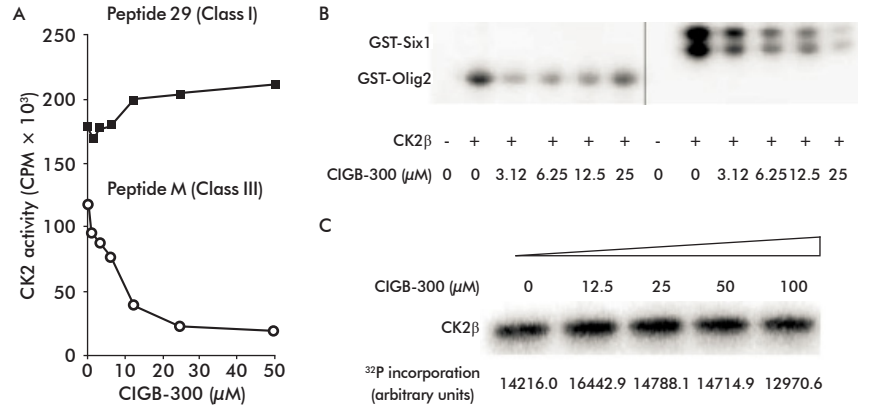 A
Peptide 29 (Class I)
250
200
150
100
50
0
CK2 activity (CPM × 10³)
Peptide M (Class III)
0 10 20 30 40 50
CIGB-300 (µM)
B
GST-Six1
GST-Olig2
CK2β - + + + + + - + + + + +
CIGB-300 (µM) 0 0 3.12 6.25 12.5 25 0 0 3.12 6.25 12.5 25
C
CIGB-300 (µM) 0 12.5 25 50 100
CK2β
³²P incorporation
(arbitrary units)
14216.0 16442.9 14788.1 14714.9 12970.6